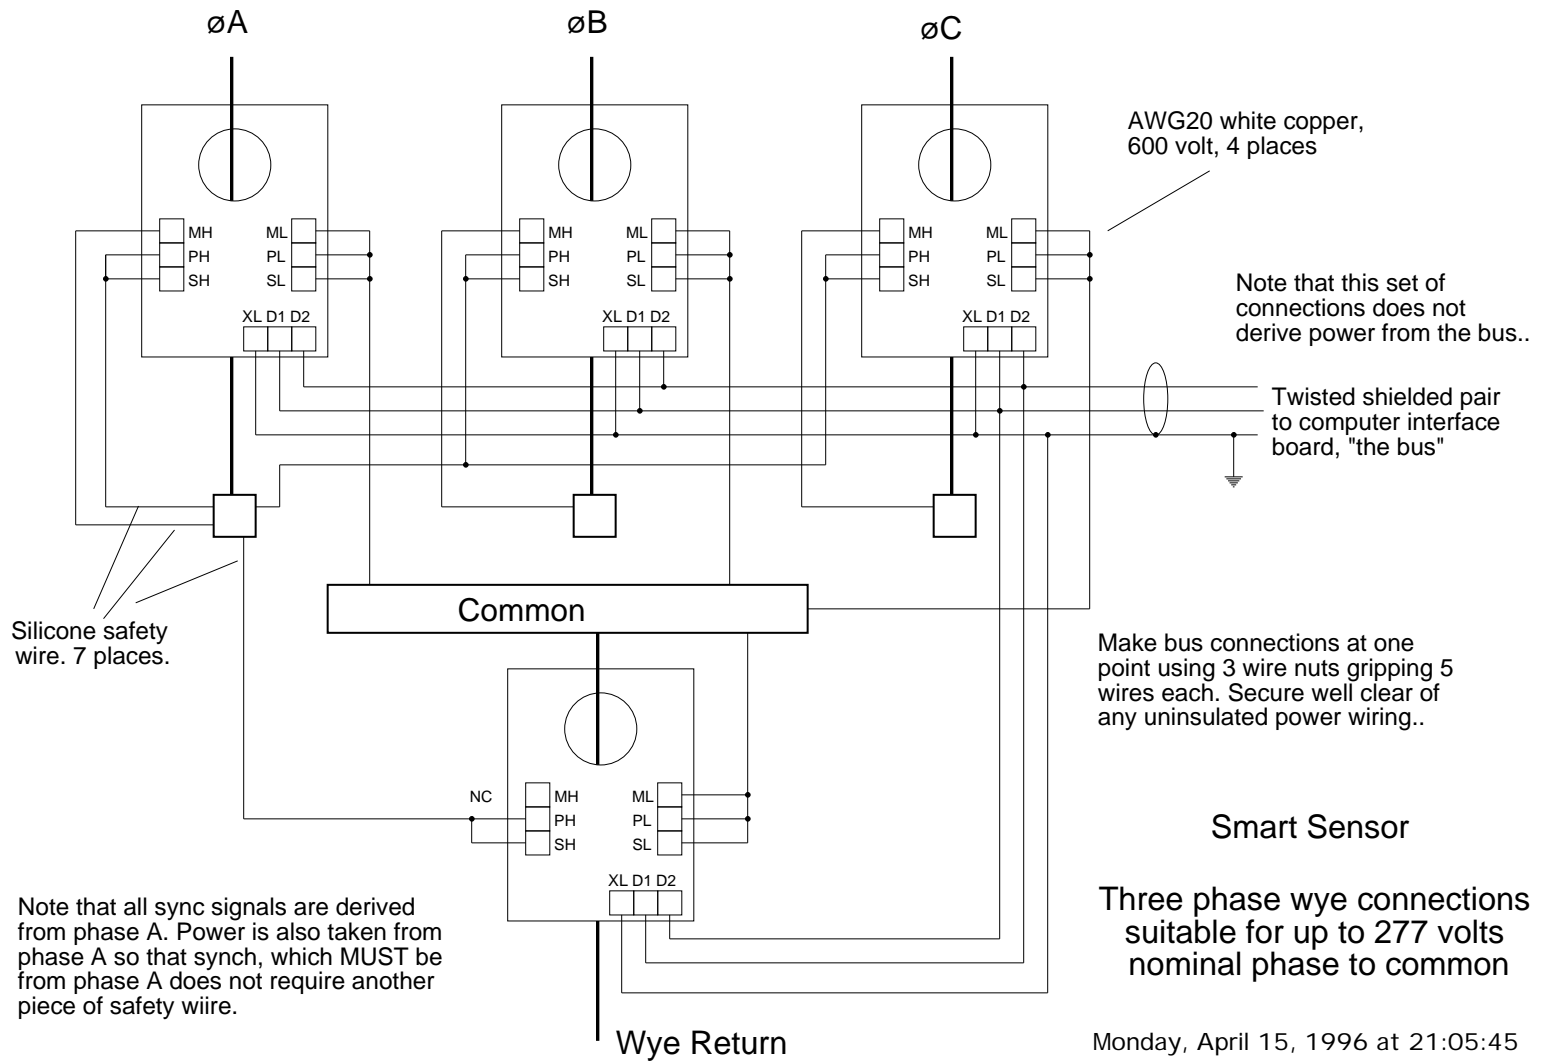 øA
øB
øC
AWG20 white copper,
600 volt, 4 places
MH
PH
SH
ML
PL
SL
XL D1 D2
MH
PH
SH
ML
PL
SL
XL D1 D2
MH
PH
SH
ML
PL
SL
XL D1 D2
Note that this set of
connections does not
derive power from the bus..
Twisted shielded pair
to computer interface
board, "the bus"
Silicone safety
wire. 7 places.
Common
Make bus connections at one
point using 3 wire nuts gripping 5
wires each. Secure well clear of
any uninsulated power wiring..
NC
MH
PH
SH
ML
PL
SL
XL D1 D2
Note that all sync signals are derived
from phase A. Power is also taken from
phase A so that synch, which MUST be
from phase A does not require another
piece of safety wiire.
Smart Sensor
Three phase wye connections
suitable for up to 277 volts
nominal phase to common
Wye Return
Monday, April 15, 1996 at 21:05:45